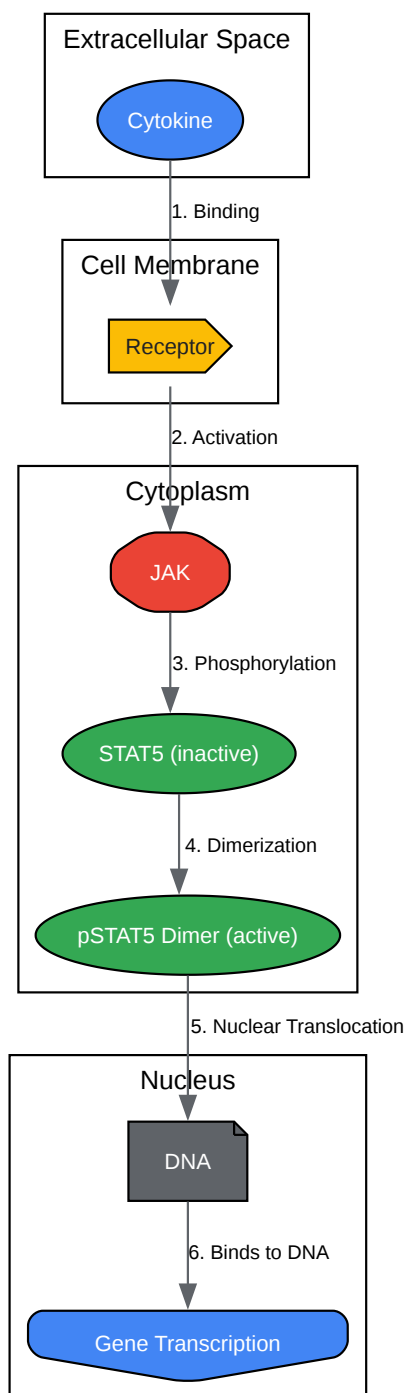 Extracellular Space
Cytokine
1. Binding
Cell Membrane
Receptor
2. Activation
Cytoplasm
JAK
3. Phosphorylation
STAT5 (inactive)
4. Dimerization
pSTAT5 Dimer (active)
5. Nuclear Translocation
Nucleus
DNA
6. Binds to DNA
Gene Transcription